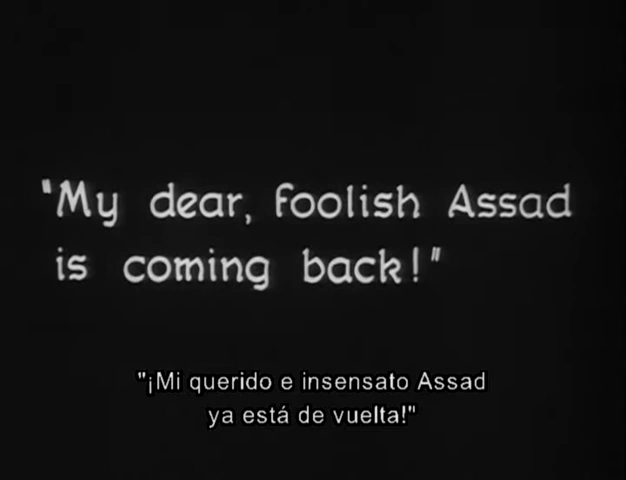 "My dear, foolish Assad
is coming back!"
"¡Mi querido e insensato Assad
ya está de vuelta!"